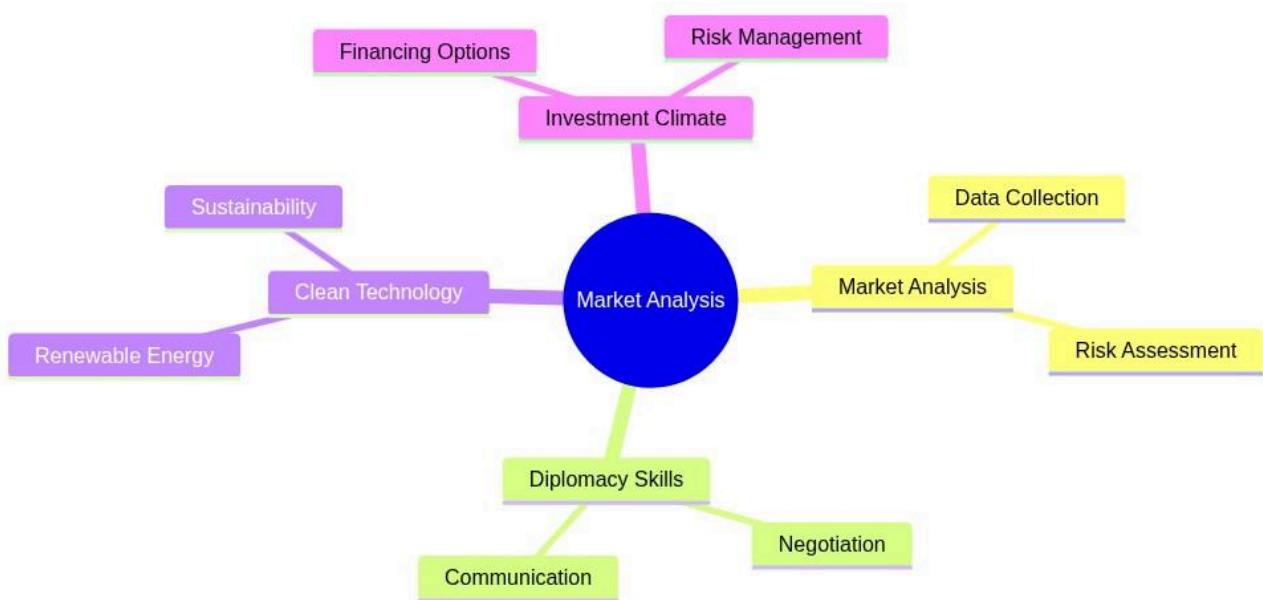 Risk Management
Financing Options
Investment Climate
Data Collection
Sustainability
Market Analysis
Clean Technology
Market Analysis
Risk Assessment
Renewable Energy
Diplomacy Skills
Negotiation
Communication